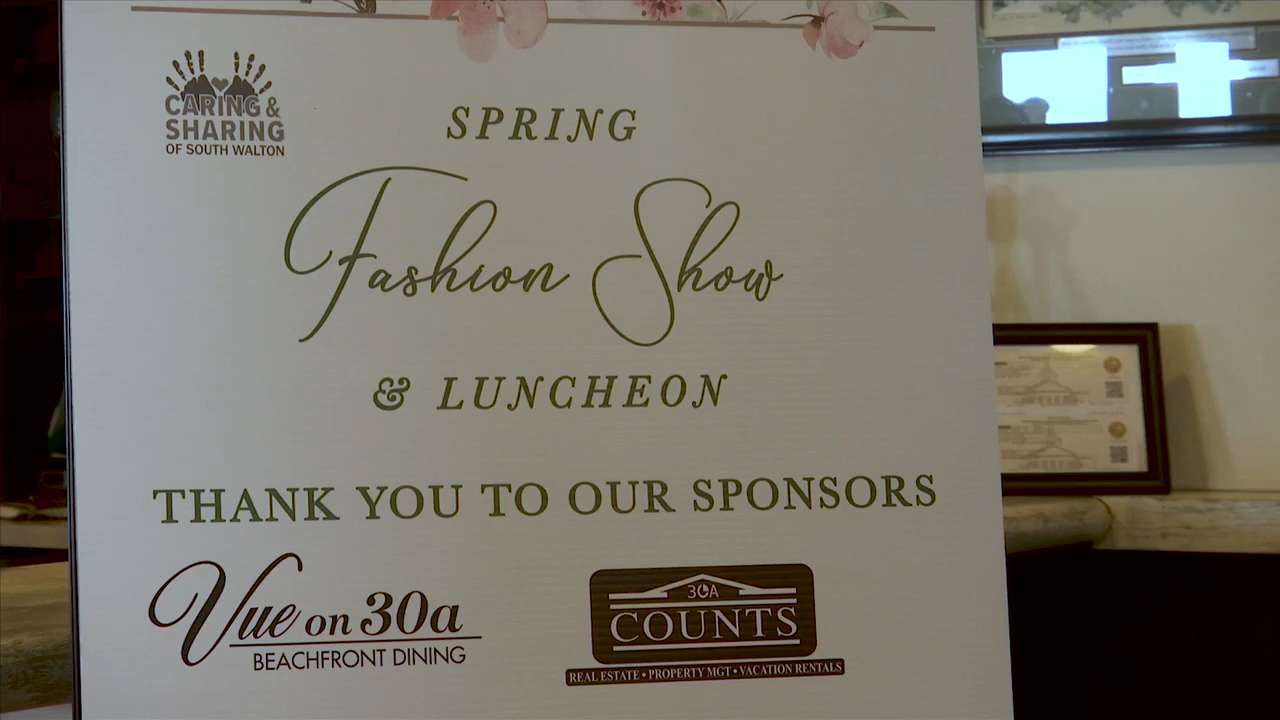 CARING &
SHARING
OF SOUTH WALTON
SPRING
Fashion Show
& LUNCHEON
THANK YOU TO OUR SPONSORS
Vue on 30a
BEACHFRONT DINING
30A
COUNTS
REAL ESTATE • PROPERTY MGT • VACATION RENTALS